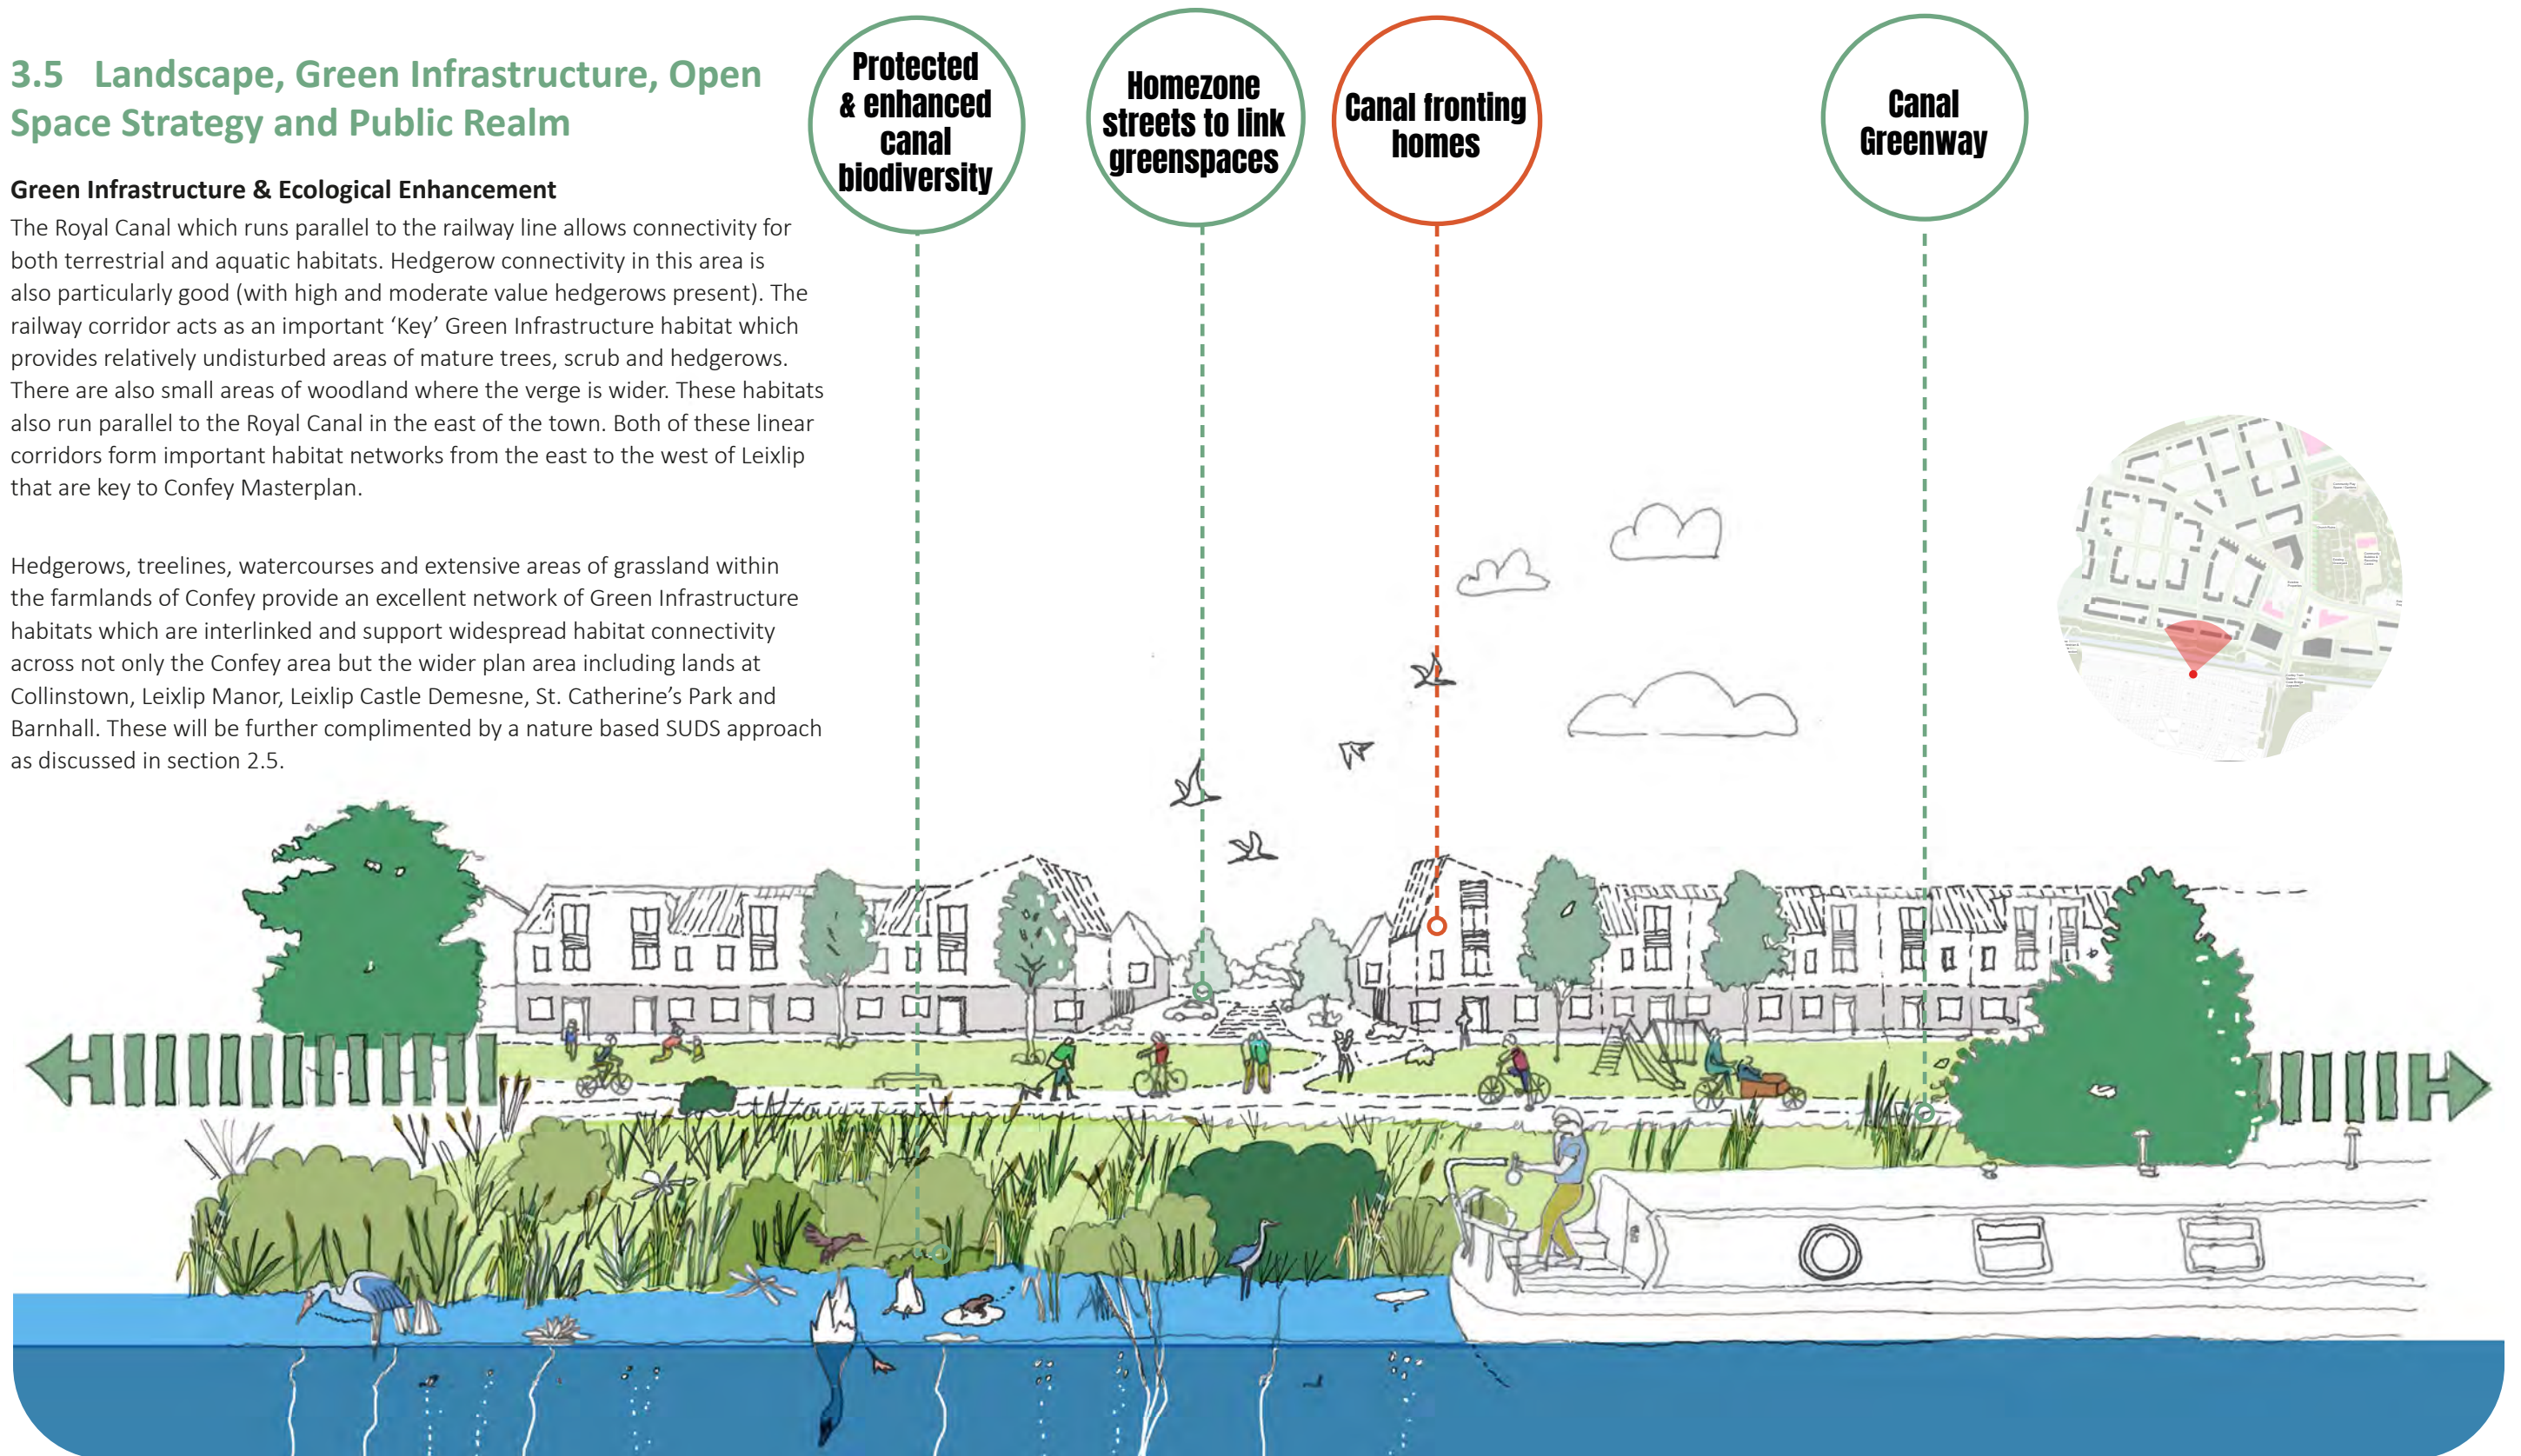 3.5 Landscape, Green Infrastructure, Open
Space Strategy and Public Realm
Green Infrastructure & Ecological Enhancement
The Royal Canal which runs parallel to the railway line allows connectivity for
both terrestrial and aquatic habitats. Hedgerow connectivity in this area is
also particularly good (with high and moderate value hedgerows present). The
railway corridor acts as an important ‘Key’ Green Infrastructure habitat which
provides relatively undisturbed areas of mature trees, scrub and hedgerows.
There are also small areas of woodland where the verge is wider. These habitats
also run parallel to the Royal Canal in the east of the town. Both of these linear
corridors form important habitat networks from the east to the west of Leixlip
that are key to Confey Masterplan.
Hedgerows, treelines, watercourses and extensive areas of grassland within
the farmlands of Confey provide an excellent network of Green Infrastructure
habitats which are interlinked and support widespread habitat connectivity
across not only the Confey area but the wider plan area including lands at
Collinstown, Leixlip Manor, Leixlip Castle Demesne, St. Catherine’s Park and
Barnhall. These will be further complimented by a nature based SUDS approach
as discussed in section 2.5.
Protected
& enhanced
canal
biodiversity
Homezone
streets to link
greenspaces
Canal fronting
homes
Canal
Greenway